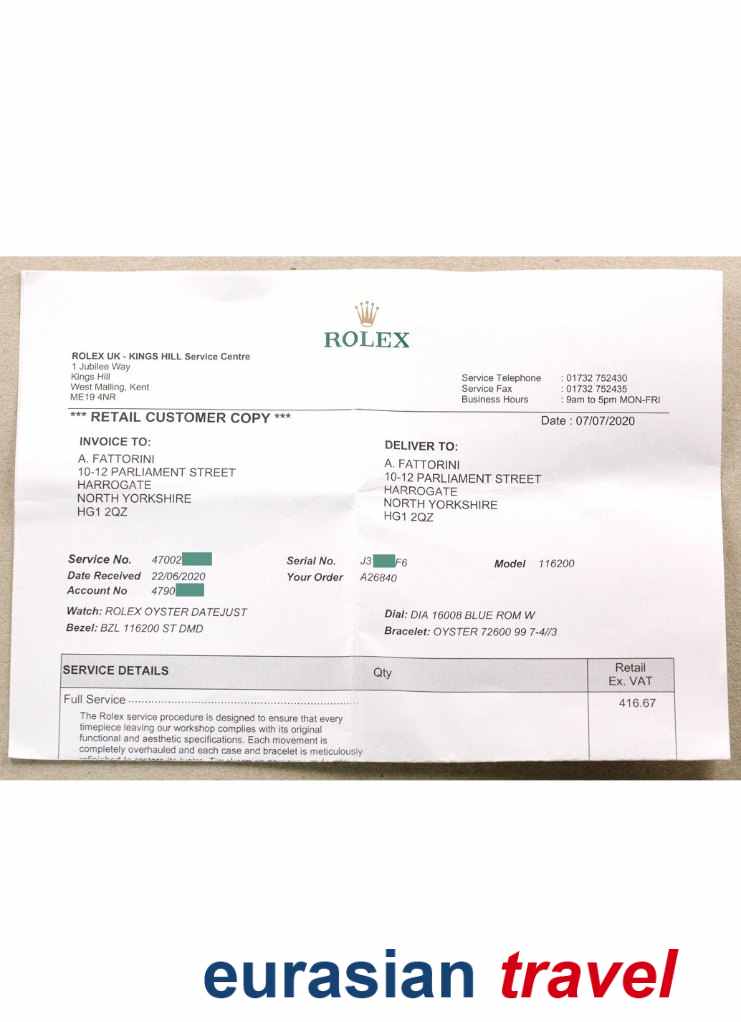 ROLEX
ROLEX UK - KINGS HILL Service Centre
1 Jubilee Way
Kings Hill
West Malling, Kent
ME19 4NR
Service Telephone : 01732 752430
Service Fax : 01732 752435
Business Hours : 9am to 5pm MON-FRI
*** RETAIL CUSTOMER COPY ***
Date : 07/07/2020
INVOICE TO:
A. FATTORINI
10-12 PARLIAMENT STREET
HARROGATE
NORTH YORKSHIRE
HG1 2QZ
DELIVER TO:
A. FATTORINI
10-12 PARLIAMENT STREET
HARROGATE
NORTH YORKSHIRE
HG1 2QZ
Service No. 47002
Serial No. J3 F6
Model 116200
Date Received 22/06/2020
Your Order A26840
Account No 4790
Watch: ROLEX OYSTER DATEJUST
Dial: DIA 16008 BLUE ROM W
Bezel: BZL 116200 ST DMD
Bracelet: OYSTER 72600 99 7-4//3
SERVICE DETAILS Qty Retail
Ex. VAT
Full Service 416.67
The Rolex service procedure is designed to ensure that every
timepiece leaving our workshop complies with its original
functional and aesthetic specifications. Each movement is
completely overhauled and each case and bracelet is meticulously
eurasian travel